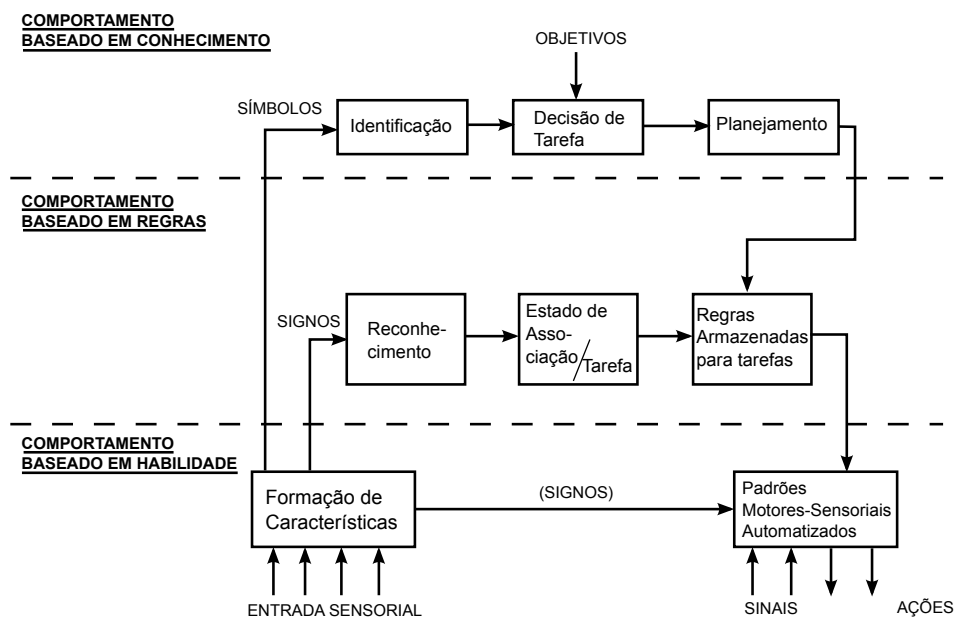 COMPORTAMENTO
BASEADO EM CONHECIMENTO
OBJETIVOS
SÍMBOLOS
Identificação
Decisão de
Tarefa
Planejamento
COMPORTAMENTO
BASEADO EM REGRAS
SIGNOS
Reconhe-
cimento
Estado de
Asso-
ciação/Tarefa
Regras
Armazenadas
para tarefas
COMPORTAMENTO
BASEADO EM HABILIDADE
Formação de
Características
(SIGNOS)
Padrões
Motores-Sensoriais
Automatizados
ENTRADA SENSORIAL
SINAIS
AÇÕES